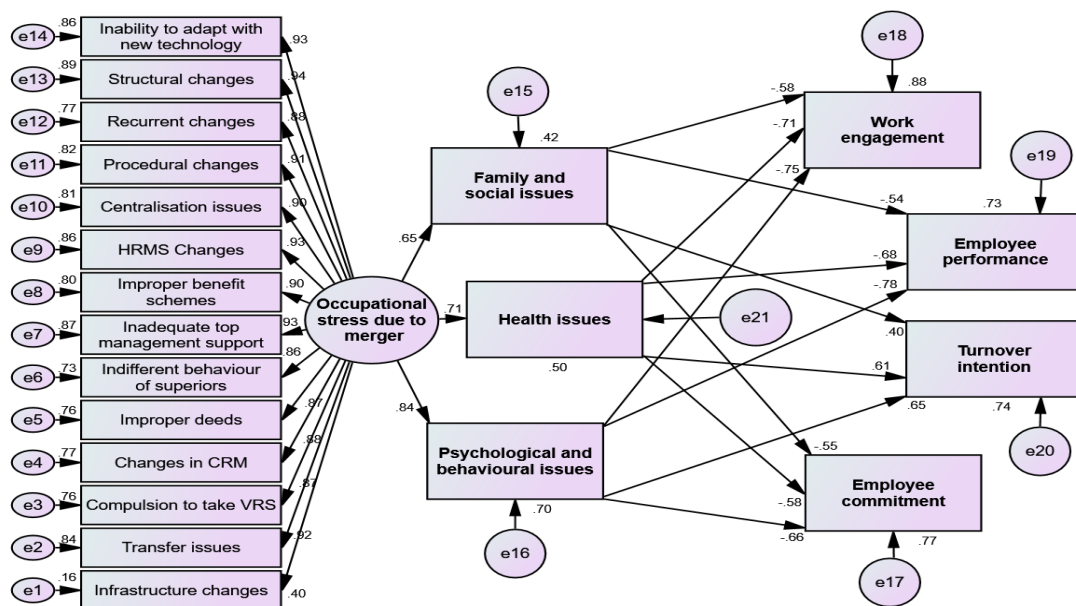 .86
e14
Inability to adapt with
new technology
.93
.89
e13
Structural changes
.94
.77
e12
Recurrent changes
.88
.82
e11
Procedural changes
.91
.81
e10
Centralisation issues
.90
.86
e9
HRMS Changes
.93
.80
e8
Improper benefit
schemes
.90
.87
e7
Inadequate top
management support
.93
.73
e6
Indifferent behaviour
of superiors
.86
.76
e5
Improper deeds
.87
.77
e4
Changes in CRM
.88
.76
e3
Compulsion to take VRS
.87
.84
e2
Transfer issues
.92
.16
e1
Infrastructure changes
.40
Occupational
stress due to
merger
.65
.71
.84
e15
.42
Family and
social issues
Health issues
.50
e21
Psychological and
behavioural issues
.70
e16
e18
.88
-.58
-.71
-.75
Work
engagement
e19
.73
-.54
-.68
-.78
Employee
performance
.40
.61
.65
Turnover
intention
.74
e20
-.55
-.58
-.66
Employee
commitment
.77
e17